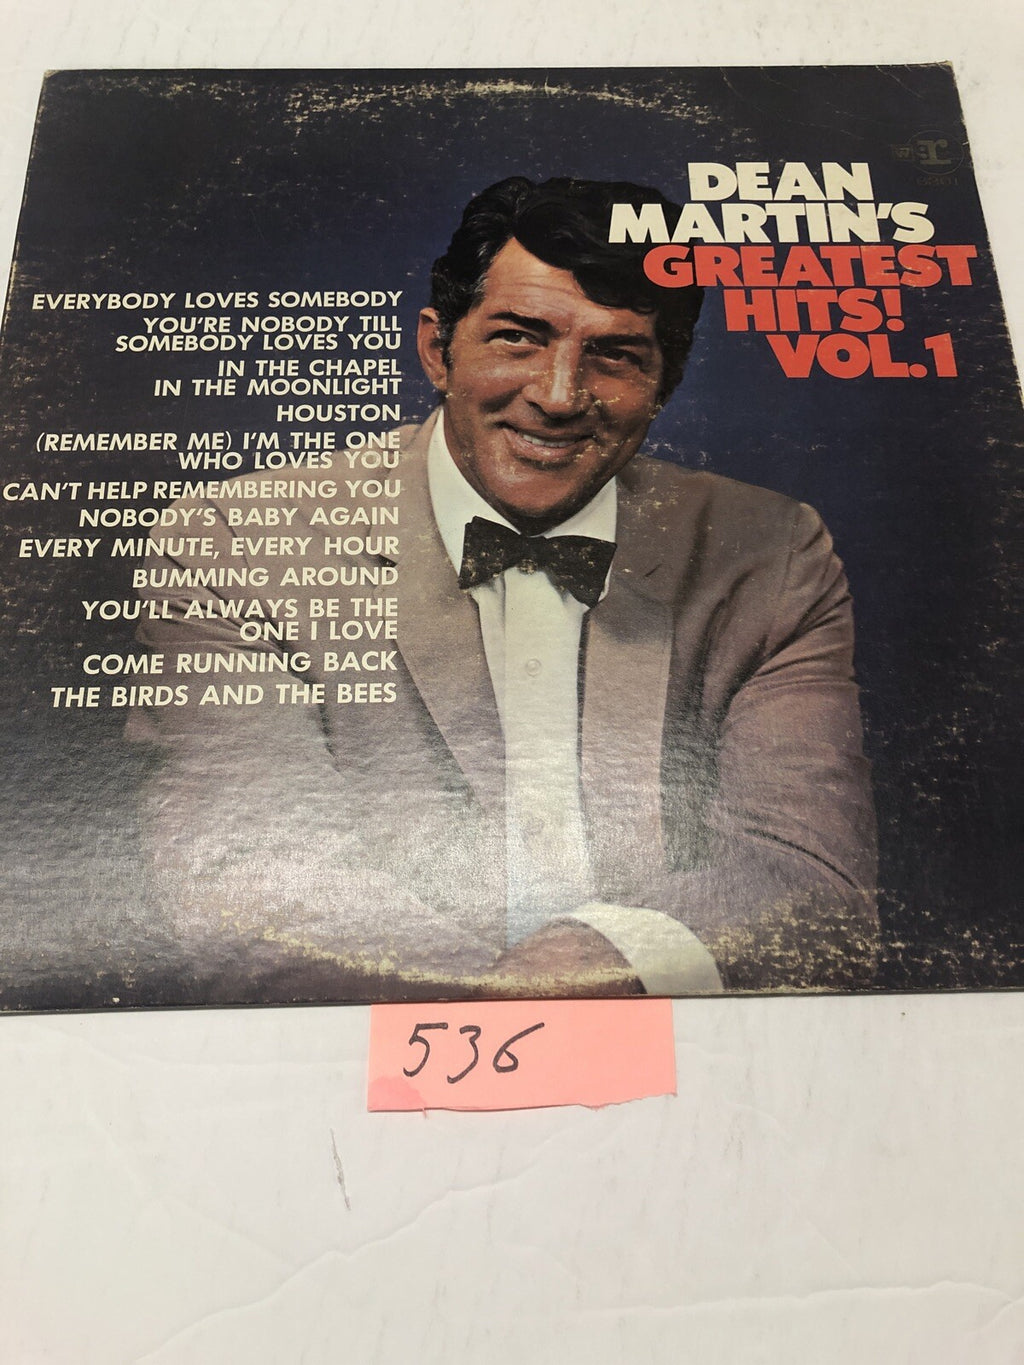 DEAN
MARTIN'S
GREATEST
HITS!
VOL.1
6301
EVERYBODY LOVES SOMEBODY
YOU'RE NOBODY TILL
SOMEBODY LOVES YOU
IN THE CHAPEL
IN THE MOONLIGHT
HOUSTON
(REMEMBER ME) I'M THE ONE
WHO LOVES YOU
CAN'T HELP REMEMBERING YOU
NOBODY'S BABY AGAIN
EVERY MINUTE, EVERY HOUR
BUMMING AROUND
YOU'LL ALWAYS BE THE
ONE I LOVE
COME RUNNING BACK
THE BIRDS AND THE BEES
536